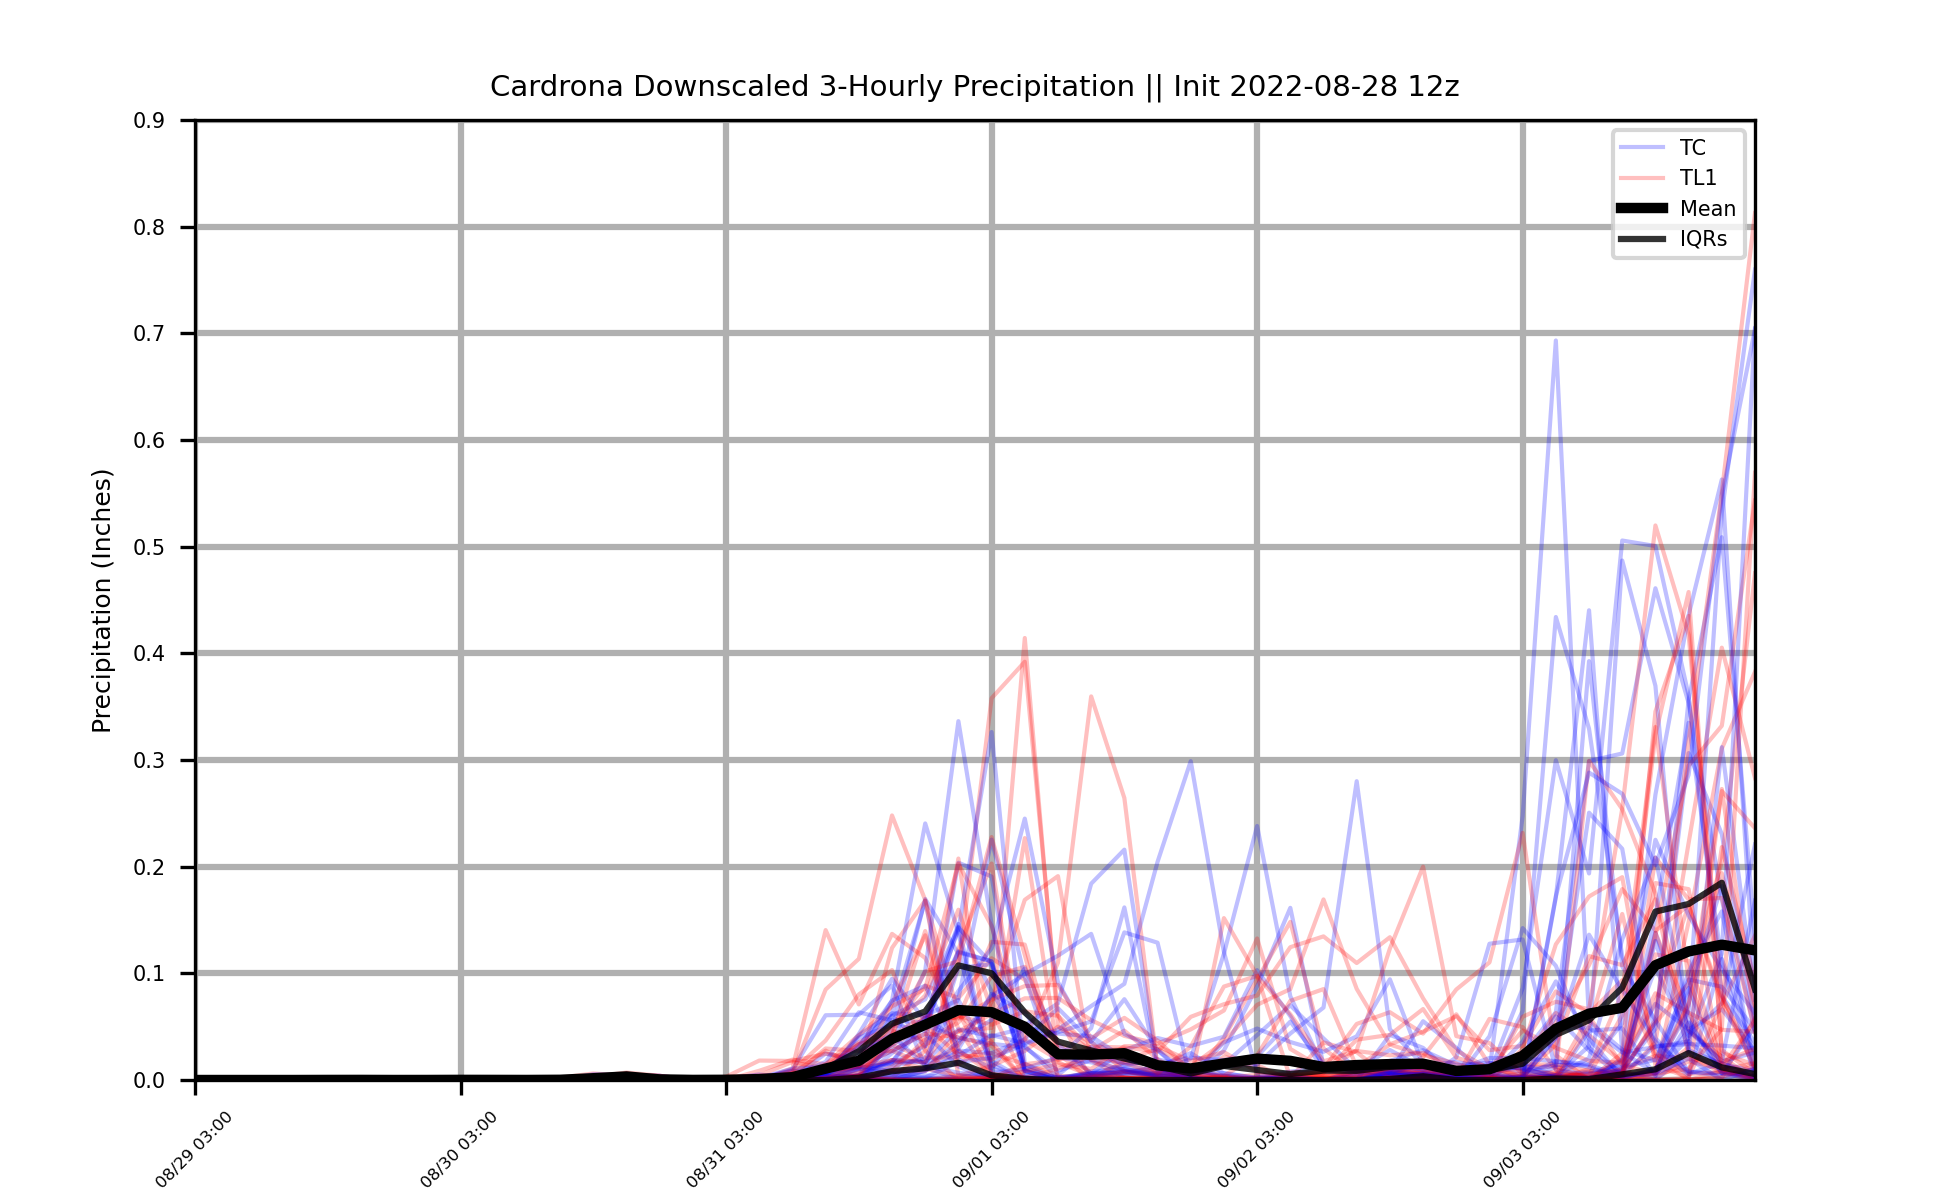 Cardrona Downscaled 3-Hourly Precipitation || Init 2022-08-28 12z
Precipitation (Inches)
0.9
0.8
0.7
0.6
0.5
0.4
0.3
0.2
0.1
0.0
TC
TL1
Mean
IQRs
08/29 03:00
08/30 03:00
08/31 03:00
09/01 03:00
09/02 03:00
09/03 03:00